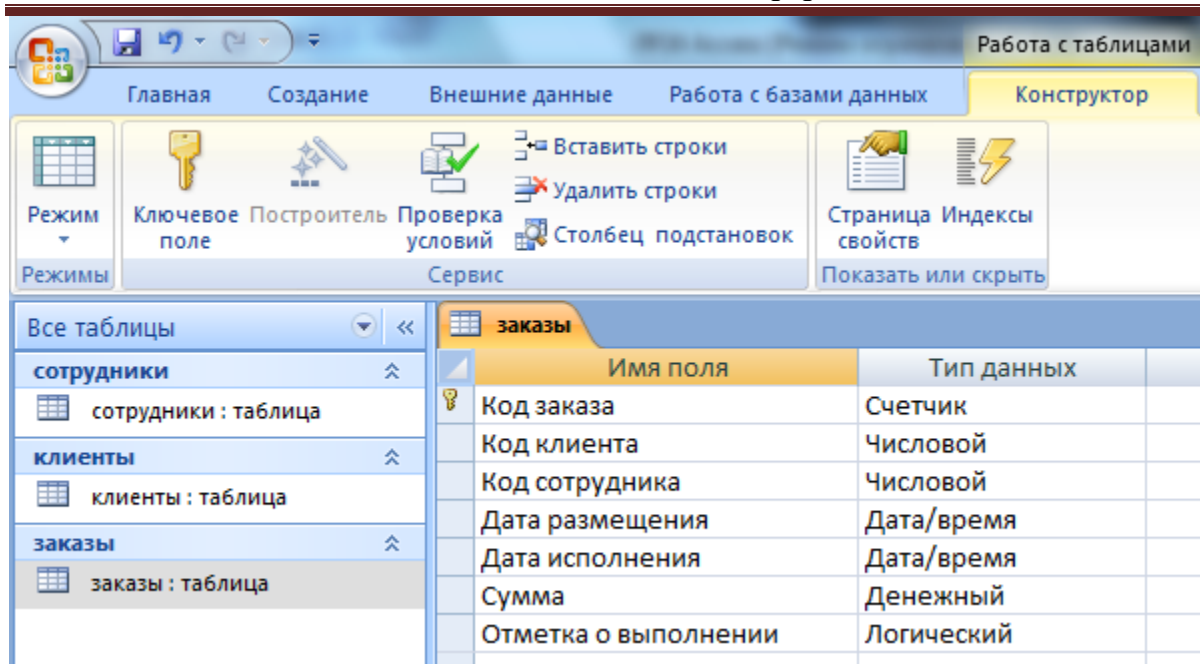 Работа с таблицами
Главная Создание Внешние данные Работа с базами данных Конструктор
Режим
Ключевое поле
Построитель
Проверка условий
Вставить строки
Удалить строки
Столбец подстановок
Страница свойств
Индексы
Режимы Сервис Показать или скрыть
Все таблицы
сотрудники
сотрудники : таблица
клиенты
клиенты : таблица
заказы
заказы : таблица
заказы
Имя поля Тип данных
Код заказа Счетчик
Код клиента Числовой
Код сотрудника Числовой
Дата размещения Дата/время
Дата исполнения Дата/время
Сумма Денежный
Отметка о выполнении Логический